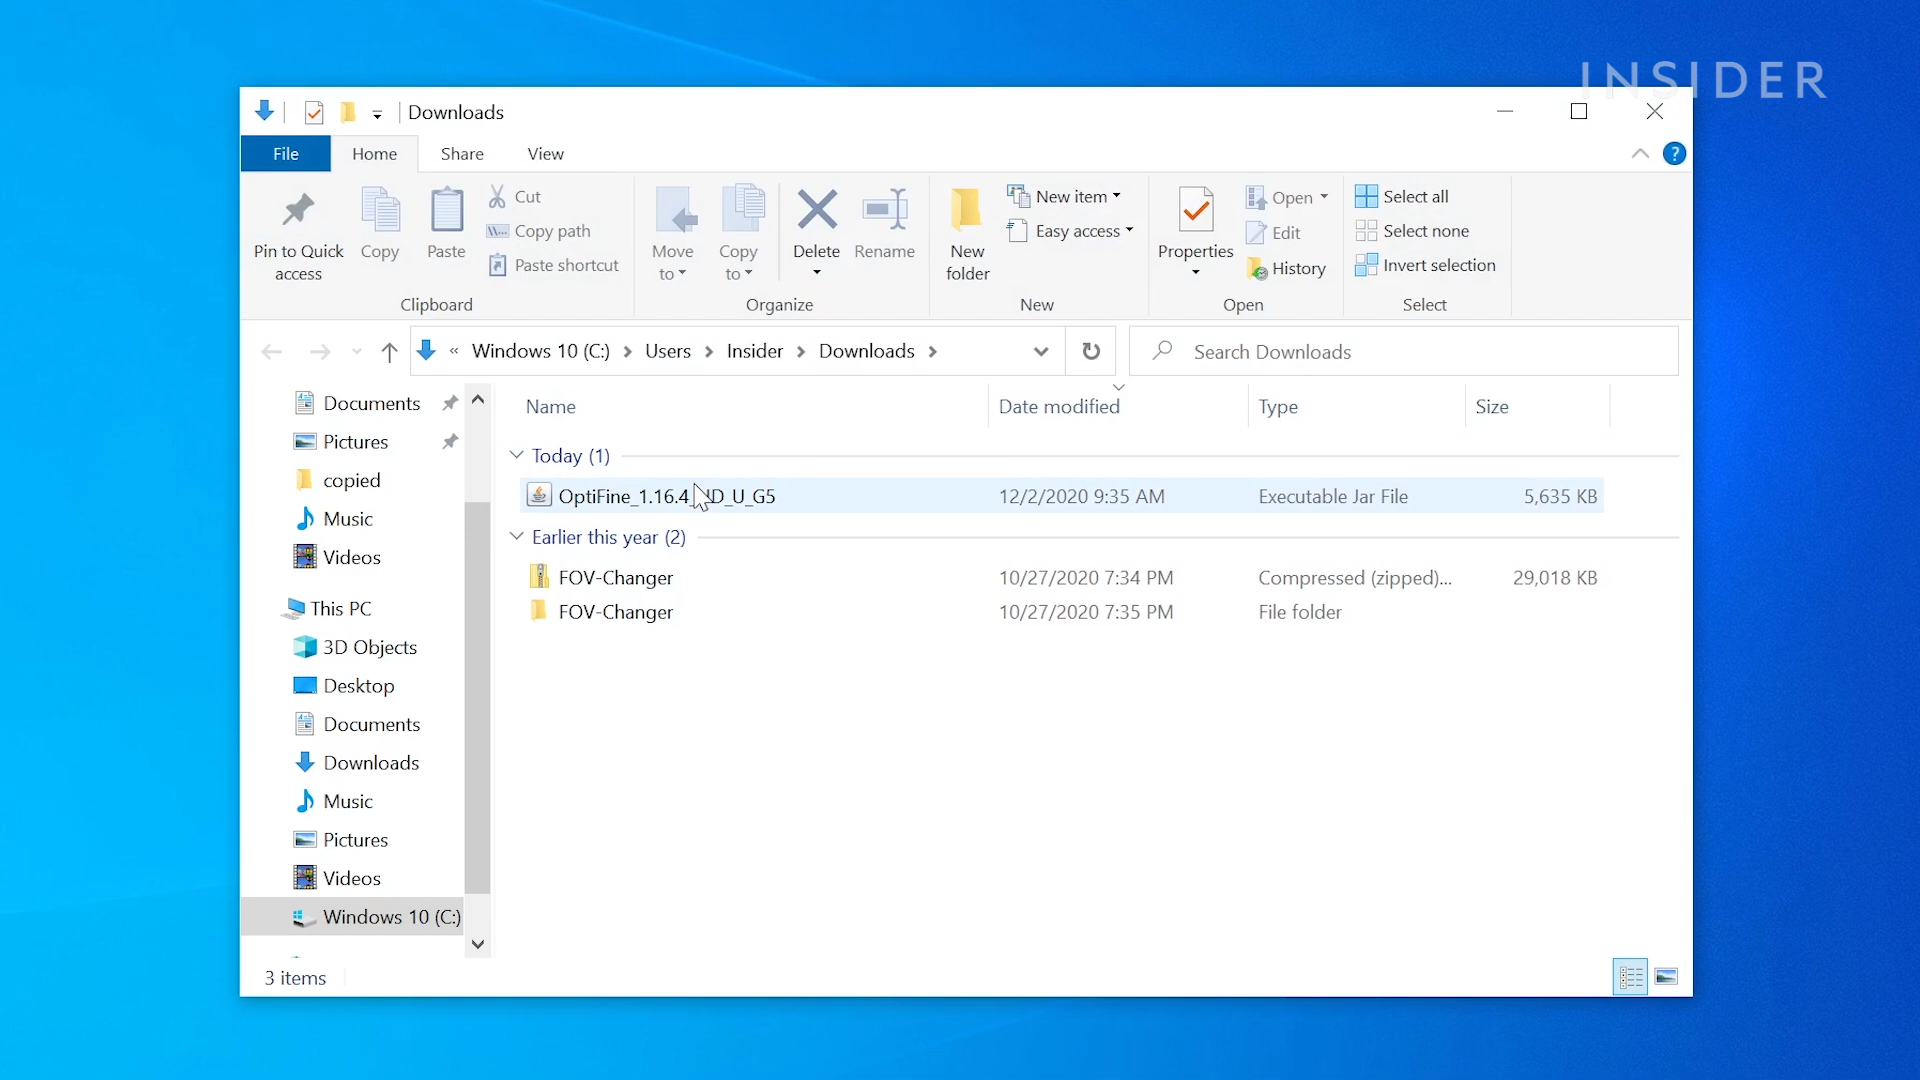 INSIDER
Downloads
File Home Share View
Pin to Quick access
Copy
Paste
Cut
Copy path
Paste shortcut
Clipboard
Move to
Copy to
Delete
Rename
Organize
New folder
New item
Easy access
New
Properties
Open
Edit
History
Open
Select all
Select none
Invert selection
Select
« Windows 10 (C:) > Users > Insider > Downloads >
Search Downloads
Documents
Pictures
copied
Music
Videos
This PC
3D Objects
Desktop
Documents
Downloads
Music
Pictures
Videos
Windows 10 (C:)
Name Date modified Type Size
Today (1)
OptiFine_1.16.4 D_U_G5 12/2/2020 9:35 AM Executable Jar File 5,635 KB
Earlier this year (2)
FOV-Changer 10/27/2020 7:34 PM Compressed (zipped)... 29,018 KB
FOV-Changer 10/27/2020 7:35 PM File folder
3 items